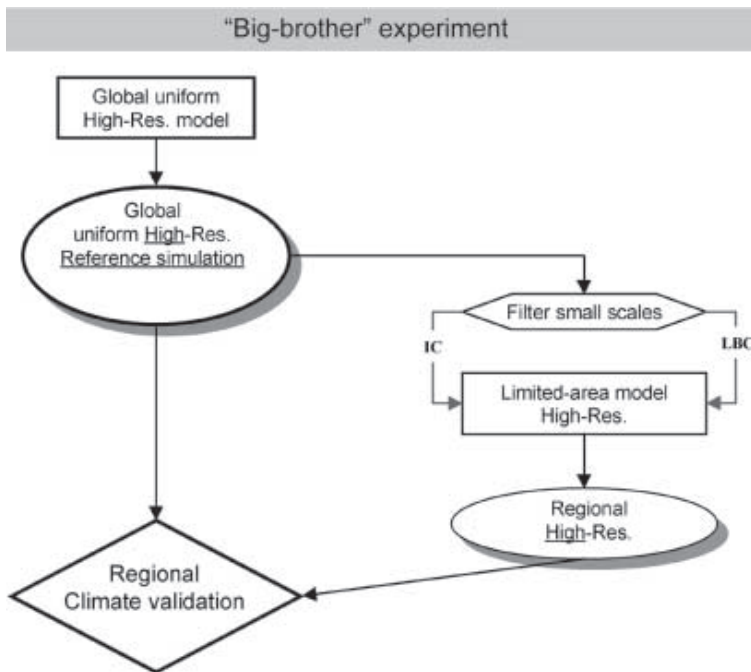 “Big-brother” experiment
Global uniform
High-Res. model
Global
uniform High-Res.
Reference simulation
Filter small scales
IC
LBC
Limited-area model
High-Res.
Regional
High-Res.
Regional
Climate validation